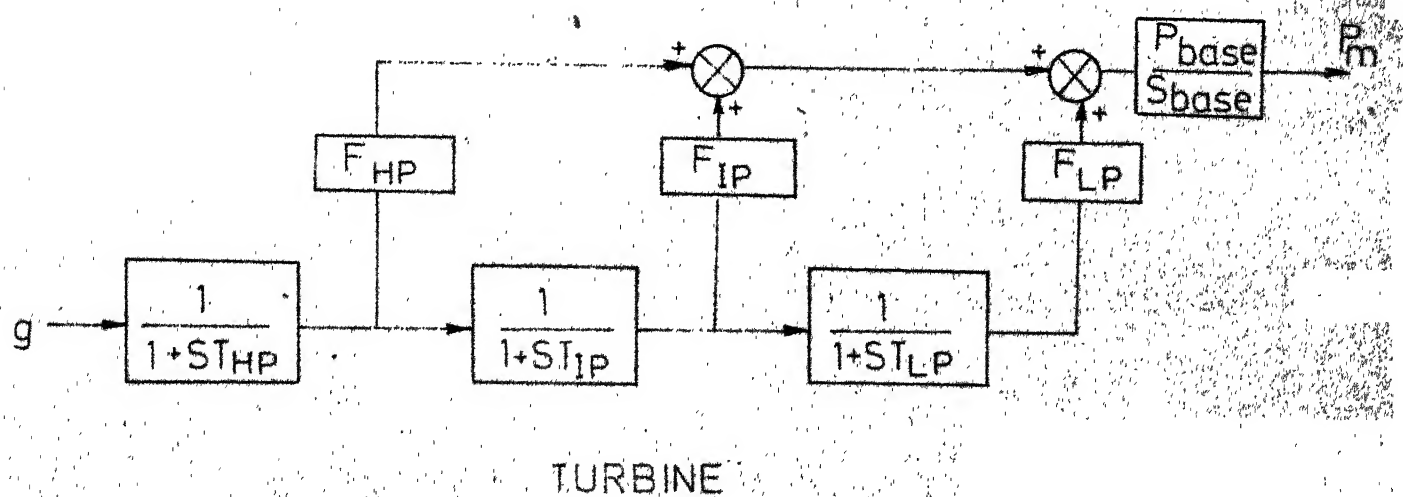 +
+
P_base
S_base
P_m
+
+
F_HP
F_IP
F_LP
g
1
1+ST_HP
1
1+ST_IP
1
1+ST_LP
TURBINE